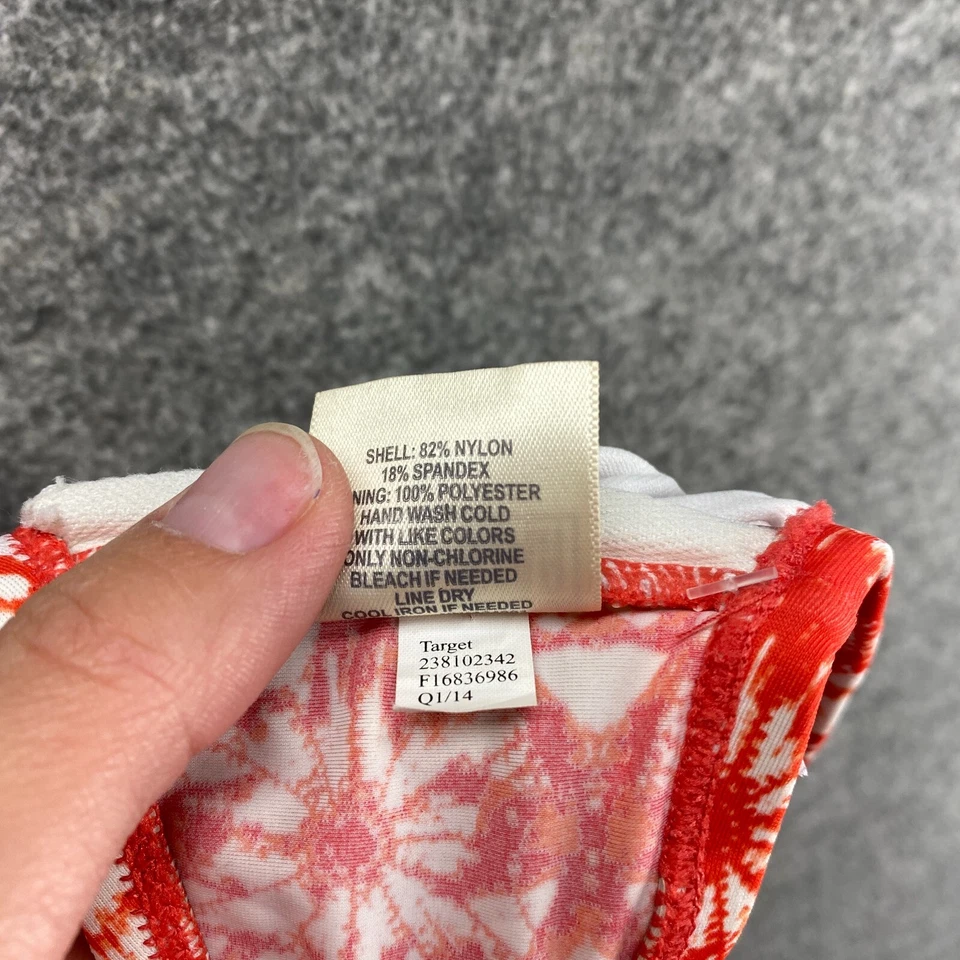 SHELL: 82% NYLON
18% SPANDEX
NING: 100% POLYESTER
HAND WASH COLD
WITH LIKE COLORS
ONLY NON-CHLORINE
BLEACH IF NEEDED
LINE DRY
COOL IRON IF NEEDED
Target
238102342
F16836986
Q1/14